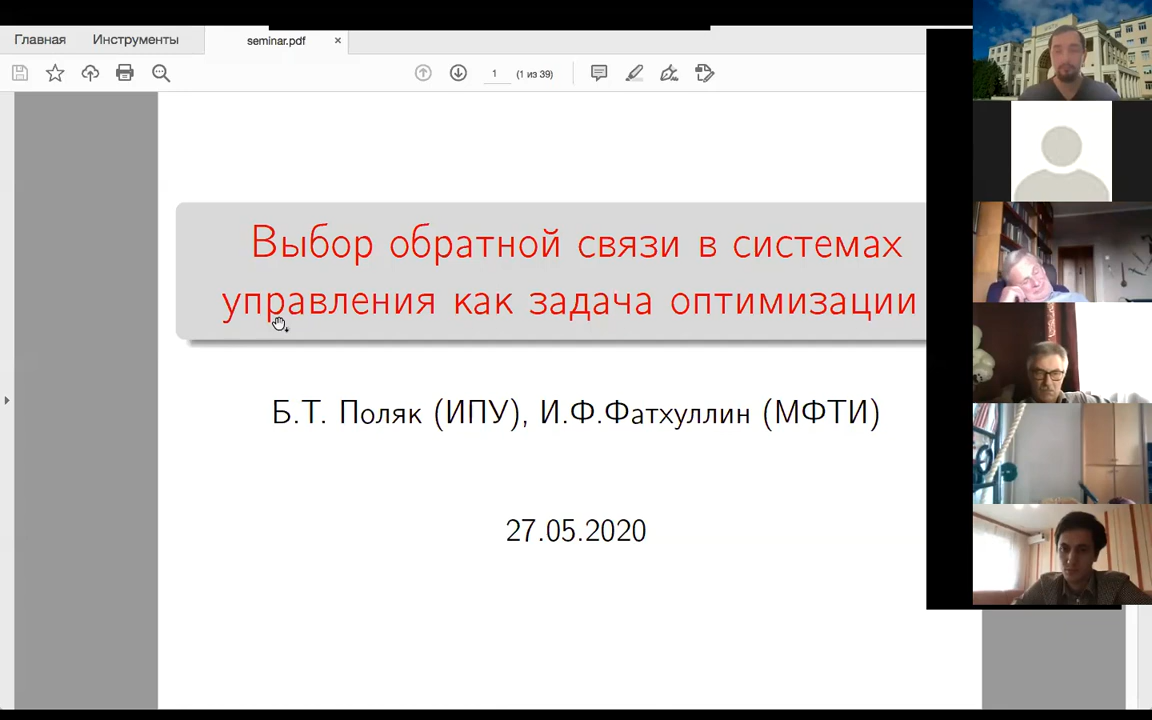 Главная Инструменты seminar.pdf ×
1 (1 из 39)
Выбор обратной связи в системах
управления как задача оптимизации
Б.Т. Поляк (ИПУ), И.Ф.Фатхуллин (МФТИ)
27.05.2020